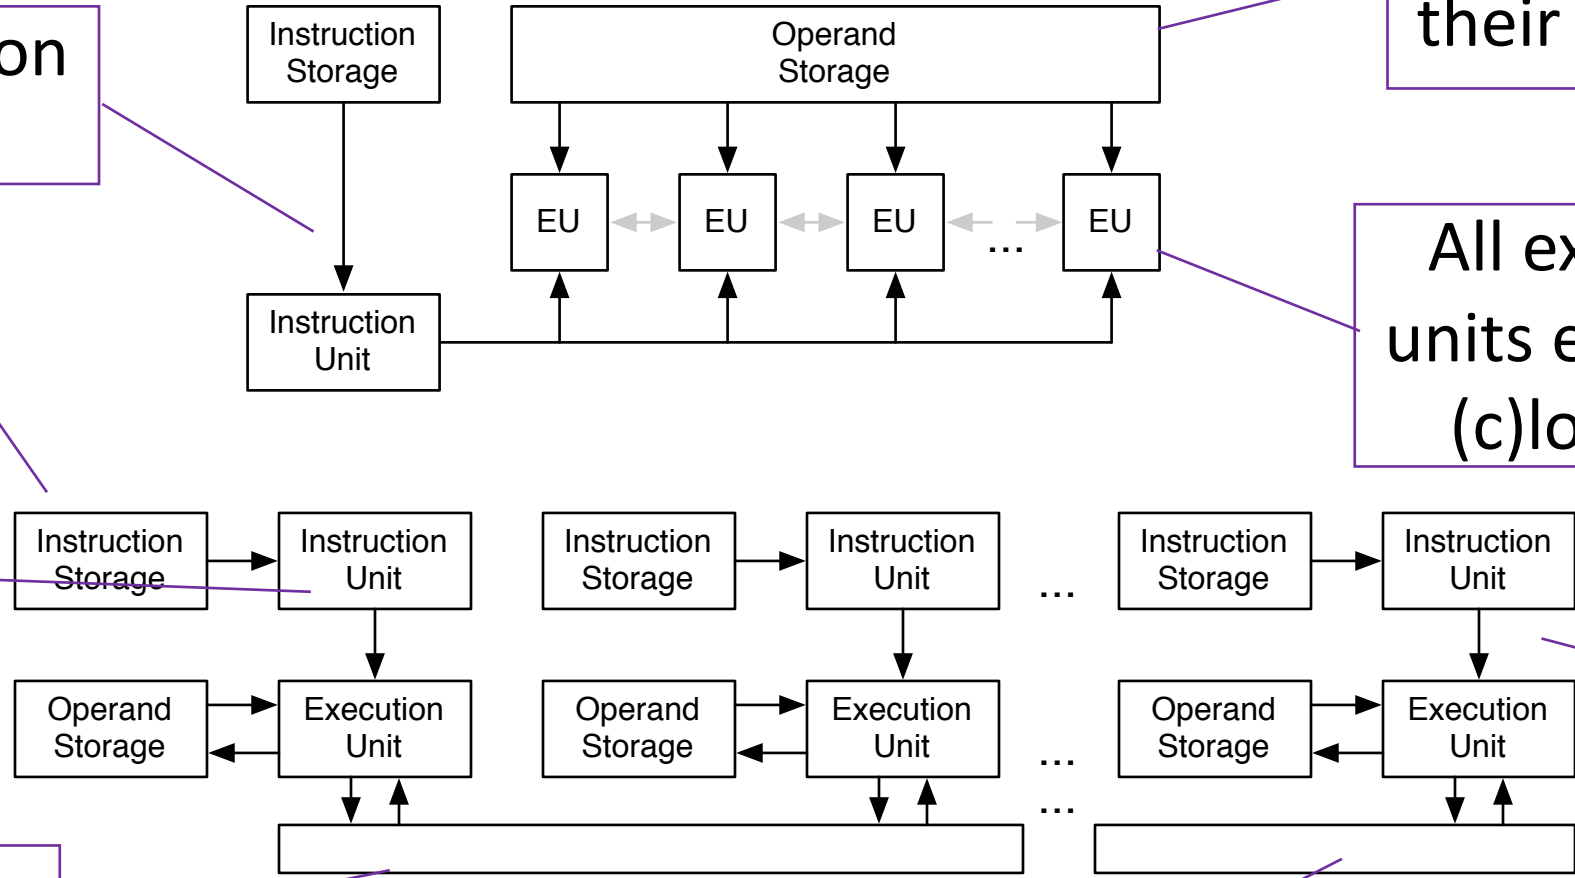 on
Instruction
Storage
Operand
Storage
their
EU EU EU ... EU
Instruction
Unit
All ex
units e
(c)lo
Instruction
Storage
Instruction
Unit
Instruction
Storage
Instruction
Unit
...
Instruction
Storage
Instruction
Unit
Operand
Storage
Execution
Unit
Operand
Storage
Execution
Unit
...
Operand
Storage
Execution
Unit
...